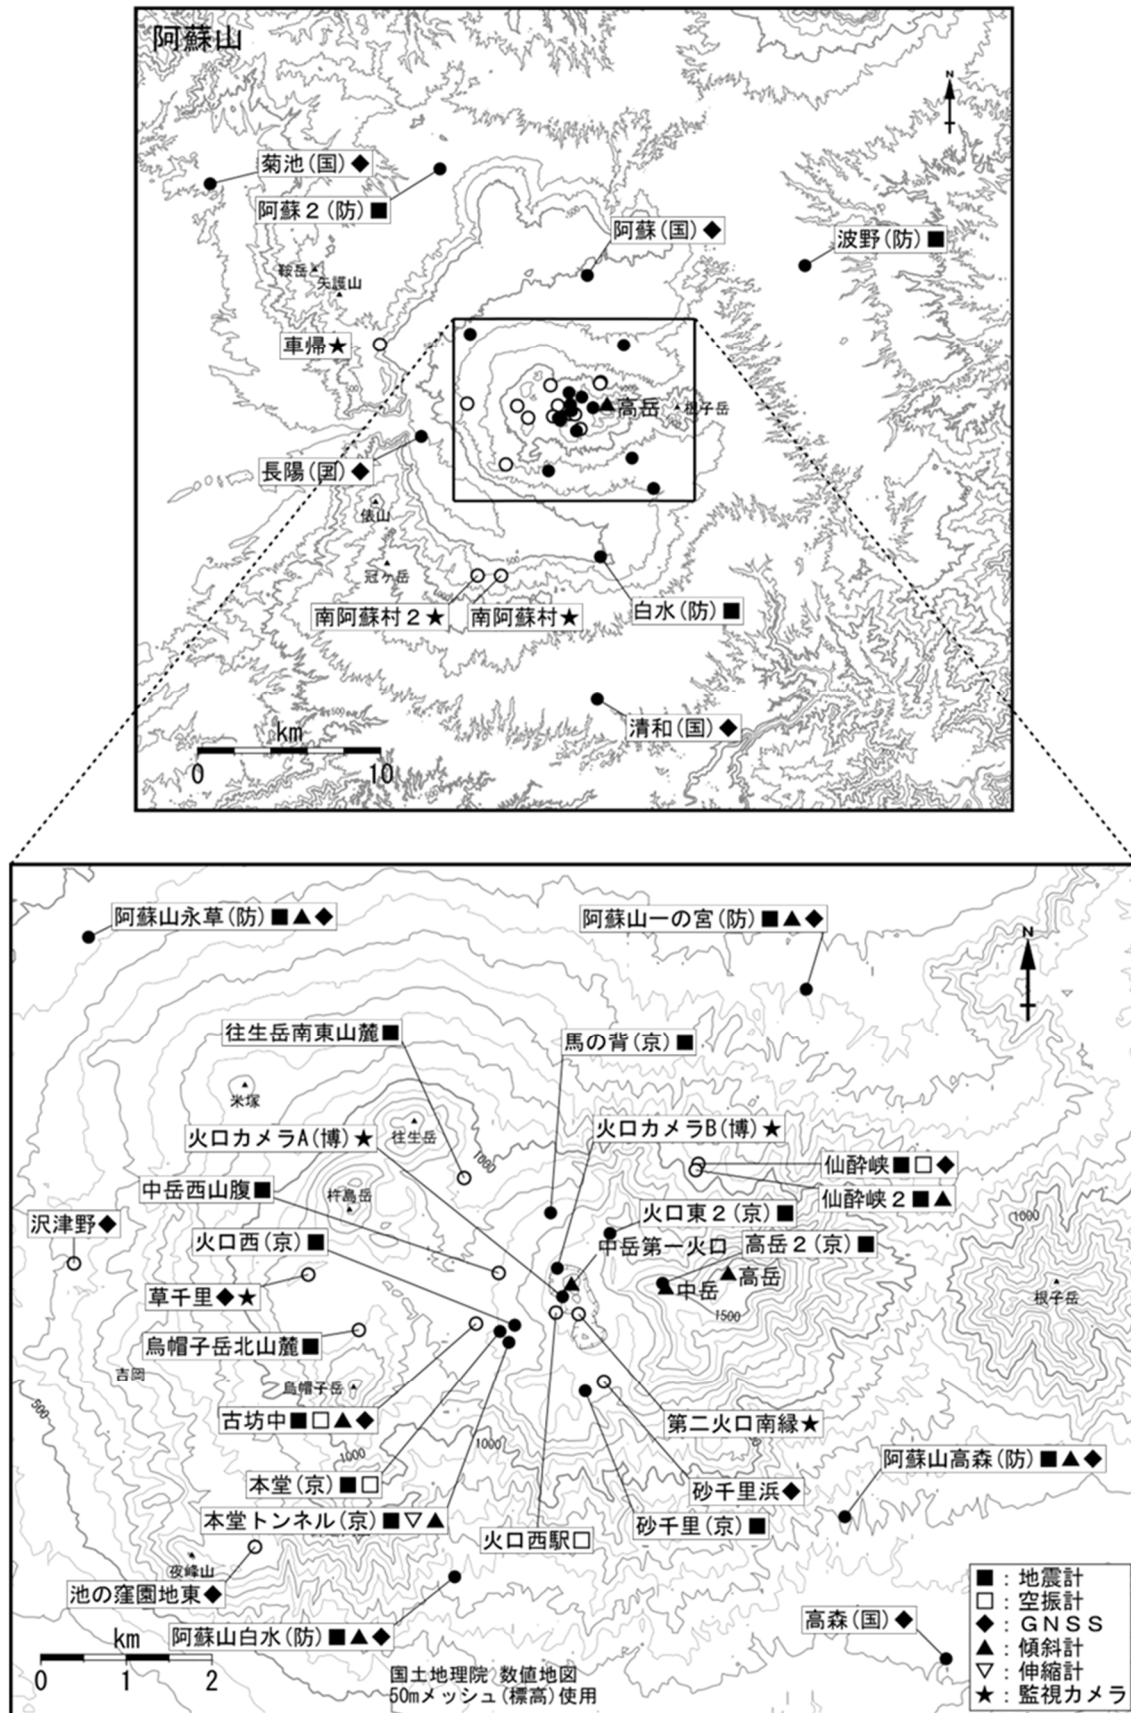 阿蘇山
N
菊池(国)◆
阿蘇2(防)■
阿蘇(国)◆
波野(防)■
鞍岳
矢護山
車帰★
高岳
根子岳
長陽(国)◆
俵山
冠ヶ岳
500
南阿蘇村2★
南阿蘇村★
白水(防)■
清和(国)◆
km
0 10
阿蘇山永草(防)■▲◆
阿蘇山一の宮(防)■▲◆
N
往生岳南東山麓■
馬の背(京)■
米塚
往生岳
火口カメラA(博)★
火口カメラB(博)★
1000
仙酔峡■□◆
中岳西山腹■
仙酔峡2■▲
杵島岳
沢津野◆
火口西(京)■
火口東2(京)■
1000
中岳第一火口
高岳2(京)■
草千里◆★
中岳
高岳
根子岳
1500
烏帽子岳北山麓■
吉岡
烏帽子岳
500
古坊中■□▲◆
第二火口南縁★
1000
1000
阿蘇山高森(防)■▲◆
本堂(京)■□
砂千里浜◆
本堂トンネル(京)■▽▲
砂千里(京)■
火口西駅□
夜峰山
池の窪園地東◆
高森(国)◆
阿蘇山白水(防)■▲◆
km
0 1 2
国土地理院 数値地図
50mメッシュ(標高)使用
■：地震計
□：空振計
◆：GNSS
▲：傾斜計
▽：伸縮計
★：監視カメラ